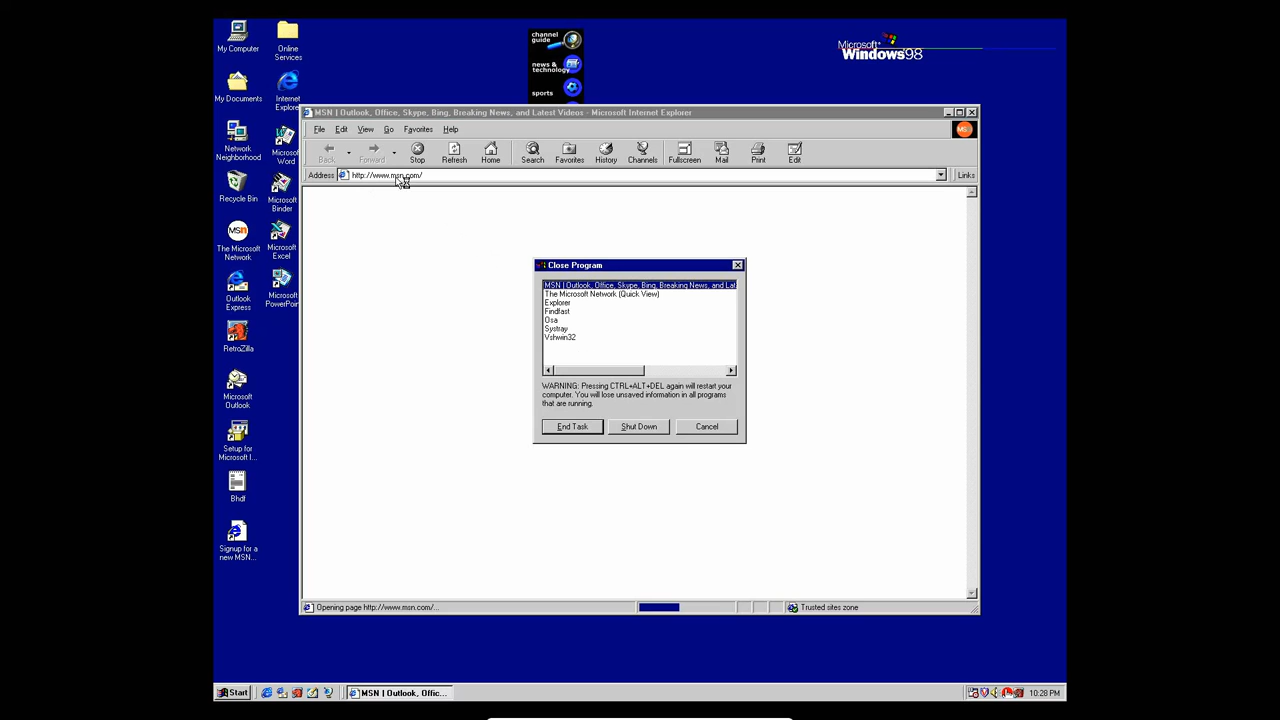 My Computer
Online
Services
My Documents
Internet
Explore
Network
Neighborhood
Microsoft
Word
Recycle Bin
Microsoft
Binder
The Microsoft
Network
Microsoft
Excel
Outlook
Express
Microsoft
PowerPoin
RetroZilla
Microsoft
Outlook
Setup for
Microsoft I...
Bhdf
Signup for a
new MSN...
channel
guide
news &
technology
sports
Microsoft
Windows98
MSN | Outlook, Office, Skype, Bing, Breaking News, and Latest Videos - Microsoft Internet Explorer
File Edit View Go Favorites Help
Back Forward Stop Refresh Home Search Favorites History Channels Fullscreen Mail Print Edit
Address http://www.msn.com/ Links
Close Program
MSN | Outlook, Office, Skype, Bing, Breaking News, and Lat
The Microsoft Network (Quick View)
Explorer
Findfast
Osa
Systray
Vshwin32
WARNING: Pressing CTRL+ALT+DEL again will restart your
computer. You will lose unsaved information in all programs
that are running.
End Task Shut Down Cancel
Opening page http://www.msn.com/... Trusted sites zone
Start MSN | Outlook, Offic... 10:28 PM